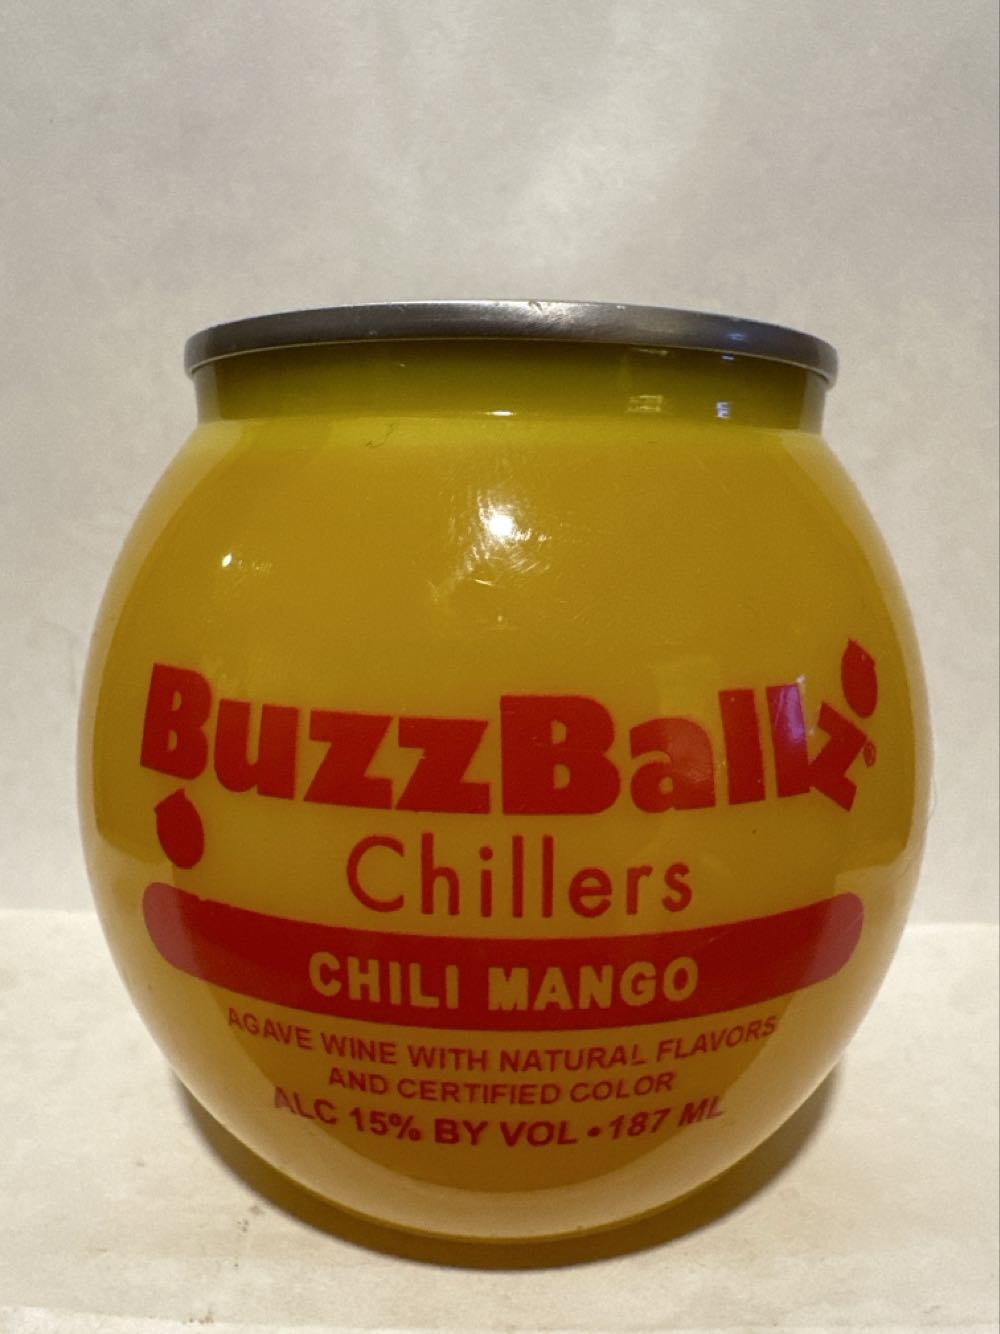 BuzzBallz®
Chillers
CHILI MANGO
AGAVE WINE WITH NATURAL FLAVORS
AND CERTIFIED COLOR
ALC 15% BY VOL • 187 ML